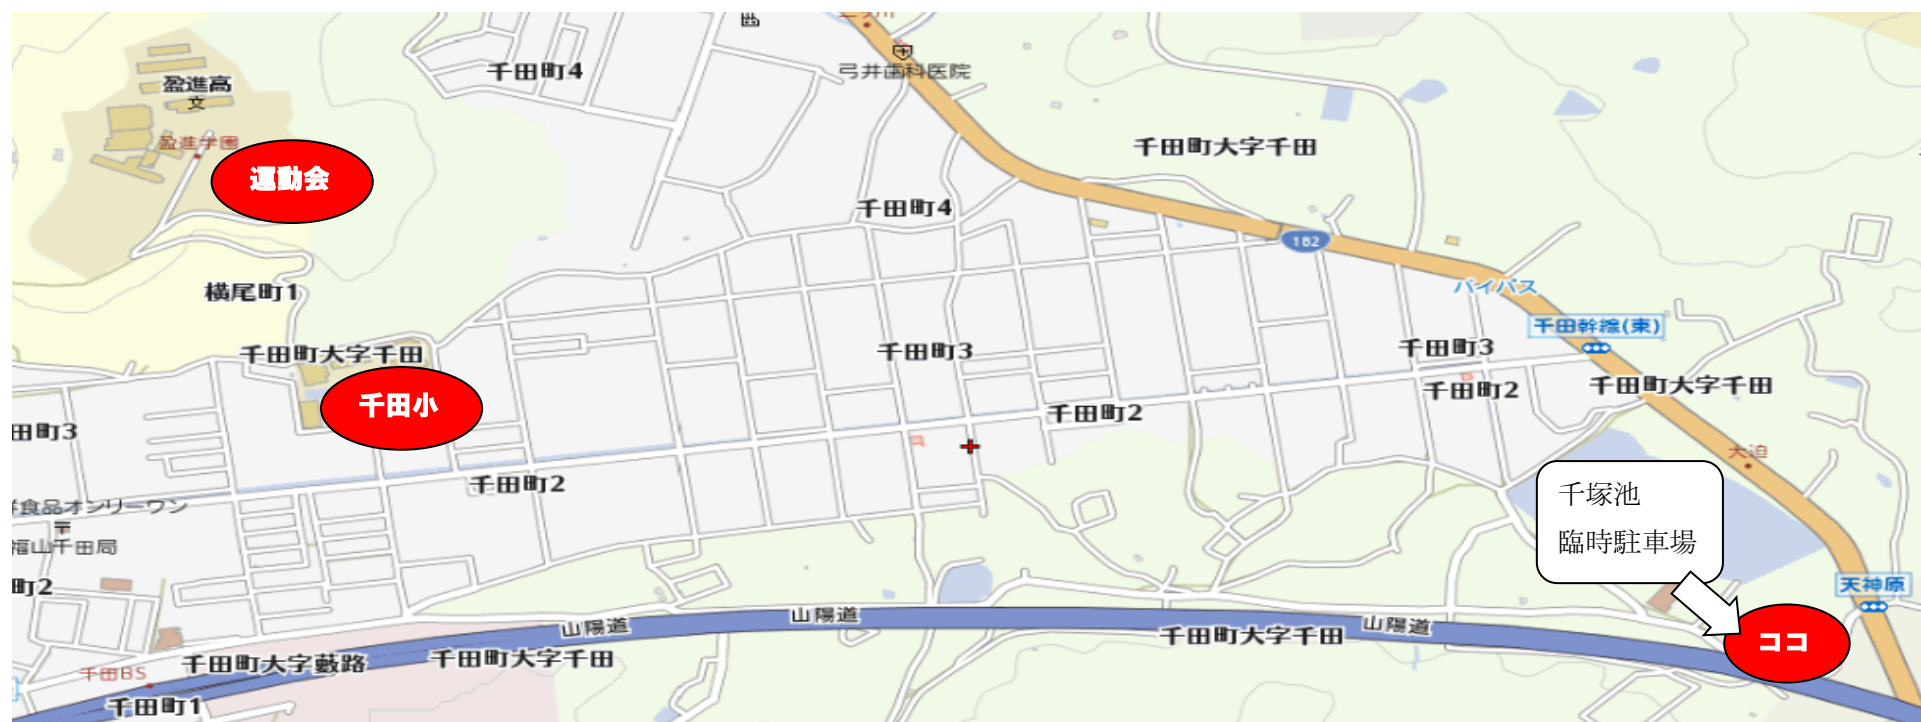 千田町4
弓井歯科医院
盈進高
文
盈進学園
運動会
千田町大字千田
千田町4
182
バイパス
横尾町1
千田幹線(東)
千田町大字千田
千田町3
千田町3
千田小
千田町2
千田町大字千田
千田町2
田町3
大迫
千田町2
千塚池
臨時駐車場
洋食品オンリーワン
〒
福山千田局
町2
天神原
山陽道
山陽道
山陽道
千田町大字千田
ココ
千田町大字藪路
千田町大字千田
千田BS
千田町1